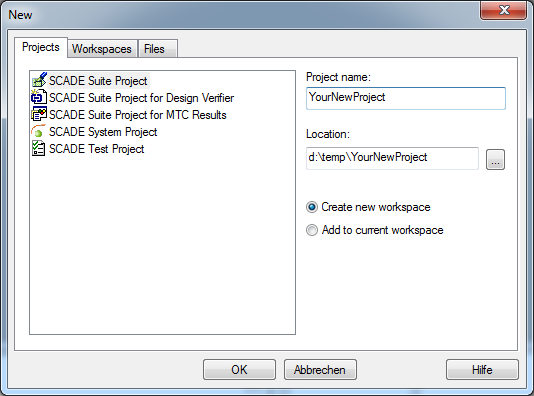 New
Projects
Workspaces
Files
SCADE Suite Project
SCADE Suite Project for Design Verifier
SCADE Suite Project for MTC Results
SCADE System Project
SCADE Test Project
Project name:
YourNewProject
Location:
d:\temp\YourNewProject
...
Create new workspace
Add to current workspace
OK
Abbrechen
Hilfe